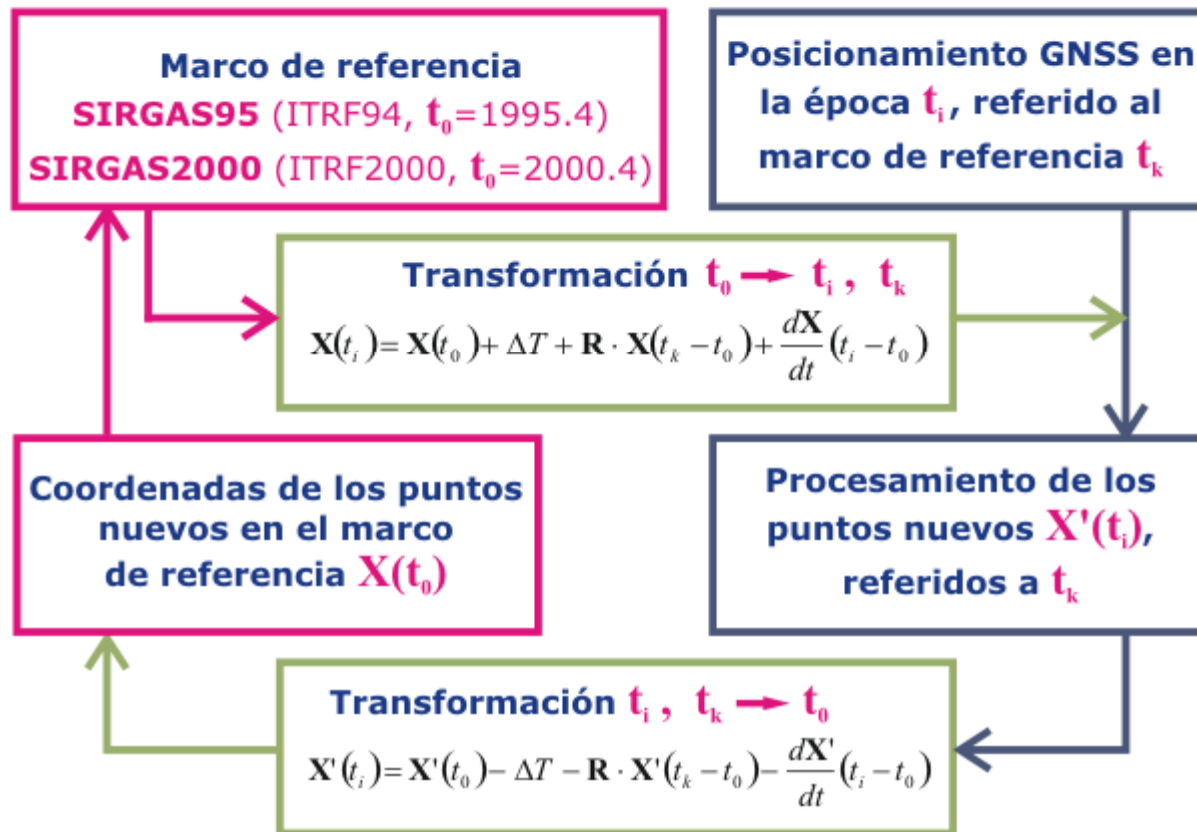 Marco de referencia
SIRGAS95 (ITRF94, t₀=1995.4)
SIRGAS2000 (ITRF2000, t₀=2000.4)
Posicionamiento GNSS en
la época tᵢ, referido al
marco de referencia tₖ
Transformación t₀ → tᵢ , tₖ
X(tᵢ)= X(t₀)+ ΔT + R · X(tₖ − t₀)+ dX/dt (tᵢ − t₀)
Coordenadas de los puntos
nuevos en el marco
de referencia X(t₀)
Procesamiento de los
puntos nuevos X'(tᵢ),
referidos a tₖ
Transformación tᵢ , tₖ → t₀
X'(tᵢ)= X'(t₀)− ΔT − R · X'(tₖ − t₀)− dX'/dt (tᵢ − t₀)